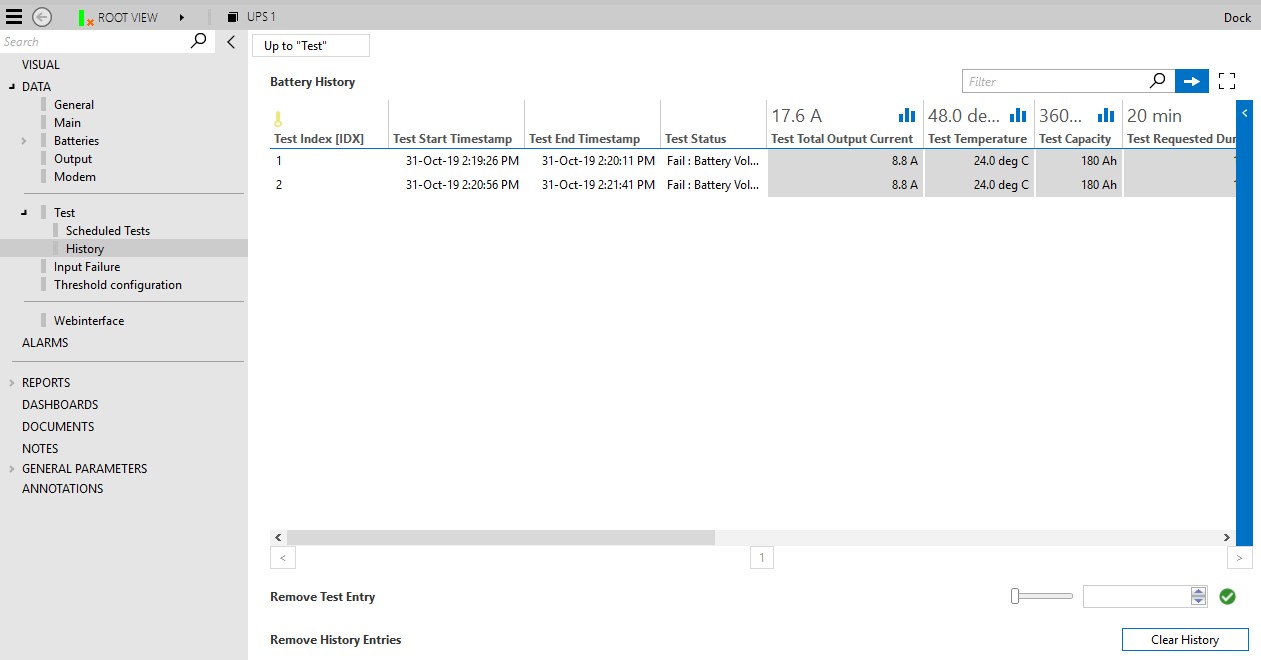 ROOT VIEW
UPS 1
Dock
Search
Up to "Test"
VISUAL
DATA
General
Main
Batteries
Output
Modem
Test
Scheduled Tests
History
Input Failure
Threshold configuration
Webinterface
ALARMS
REPORTS
DASHBOARDS
DOCUMENTS
NOTES
GENERAL PARAMETERS
ANNOTATIONS
Battery History
Filter
17.6 A 48.0 de... 360... 20 min
Test Index [IDX] Test Start Timestamp Test End Timestamp Test Status Test Total Output Current Test Temperature Test Capacity Test Requested Dur
1 31-Oct-19 2:19:26 PM 31-Oct-19 2:20:11 PM Fail : Battery Vol... 8.8 A 24.0 deg C 180 Ah
2 31-Oct-19 2:20:56 PM 31-Oct-19 2:21:41 PM Fail : Battery Vol... 8.8 A 24.0 deg C 180 Ah
< 1 >
Remove Test Entry
Remove History Entries
Clear History